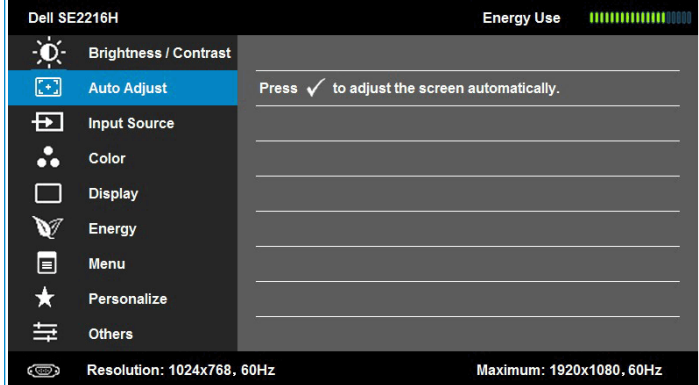 Dell SE2216H Energy Use
Brightness / Contrast
Auto Adjust Press ✓ to adjust the screen automatically.
Input Source
Color
Display
Energy
Menu
Personalize
Others
Resolution: 1024x768, 60Hz Maximum: 1920x1080, 60Hz